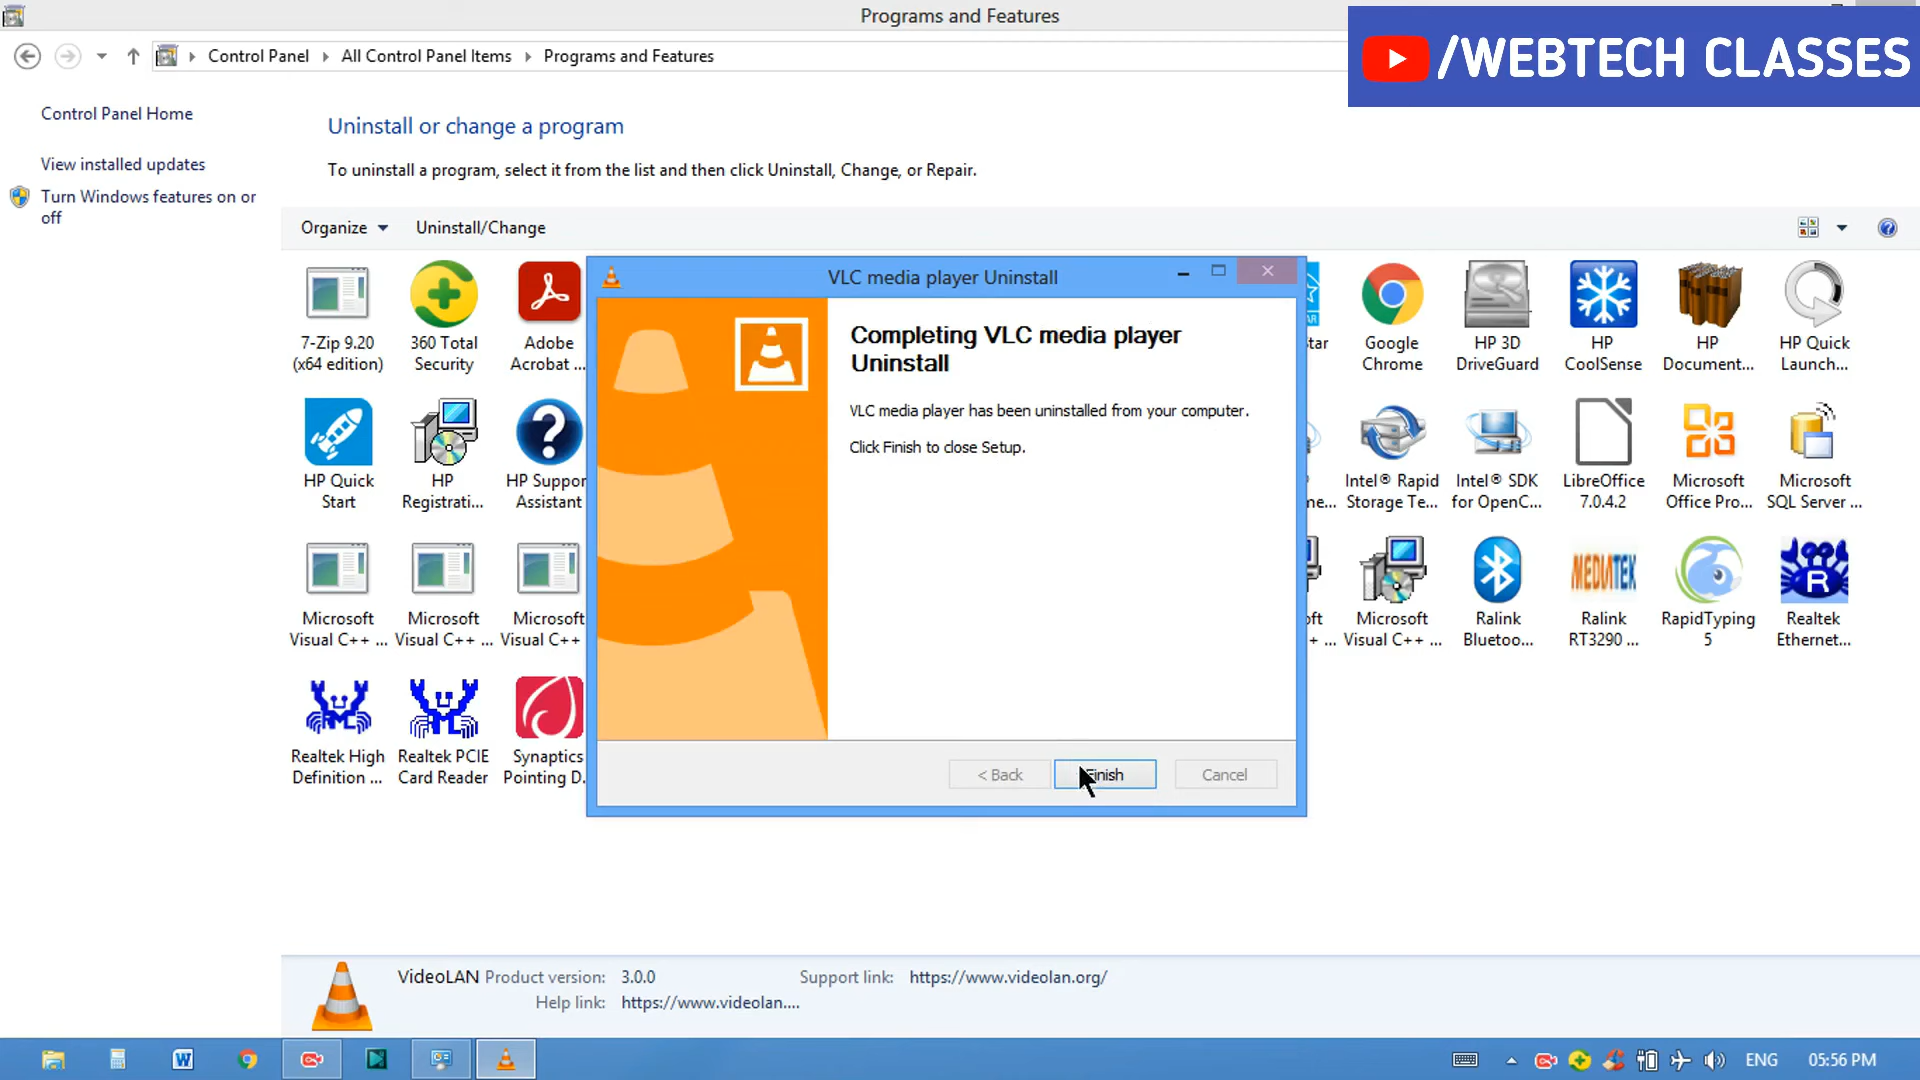 Programs and Features
Control Panel
All Control Panel Items
Programs and Features
/WEBTECH CLASSES
Control Panel Home
View installed updates
Turn Windows features on or
off
Uninstall or change a program
To uninstall a program, select it from the list and then click Uninstall, Change, or Repair.
Organize
Uninstall/Change
7-Zip 9.20
(x64 edition)
360 Total
Security
Adobe
Acrobat ...
Google
Chrome
HP 3D
DriveGuard
HP
CoolSense
HP
Document...
HP Quick
Launch...
HP Quick
Start
HP
Registrati...
HP Suppor
Assistant
Intel® Rapid
Storage Te...
Intel® SDK
for OpenC...
LibreOffice
7.0.4.2
Microsoft
Office Pro...
Microsoft
SQL Server ...
Microsoft
Visual C++ ...
Microsoft
Visual C++ ...
Microsoft
Visual C++
Microsoft
Visual C++ ...
Ralink
Bluetoo...
MEDIATEK
Ralink
RT3290 ...
RapidTyping
5
R
Realtek
Ethernet...
Realtek High
Definition ...
Realtek PCIE
Card Reader
Synaptics
Pointing D.
VLC media player Uninstall
Completing VLC media player
Uninstall
VLC media player has been uninstalled from your computer.
Click Finish to close Setup.
< Back
Finish
Cancel
VideoLAN Product version: 3.0.0
Support link: https://www.videolan.org/
Help link: https://www.videolan....
ENG
05:56 PM